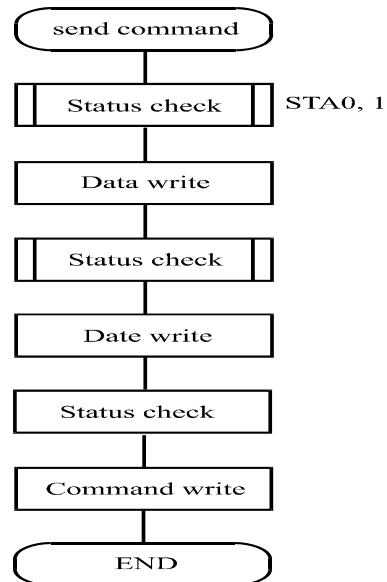 send command
Status check STA0, 1
Data write
Status check
Date write
Status check
Command write
END